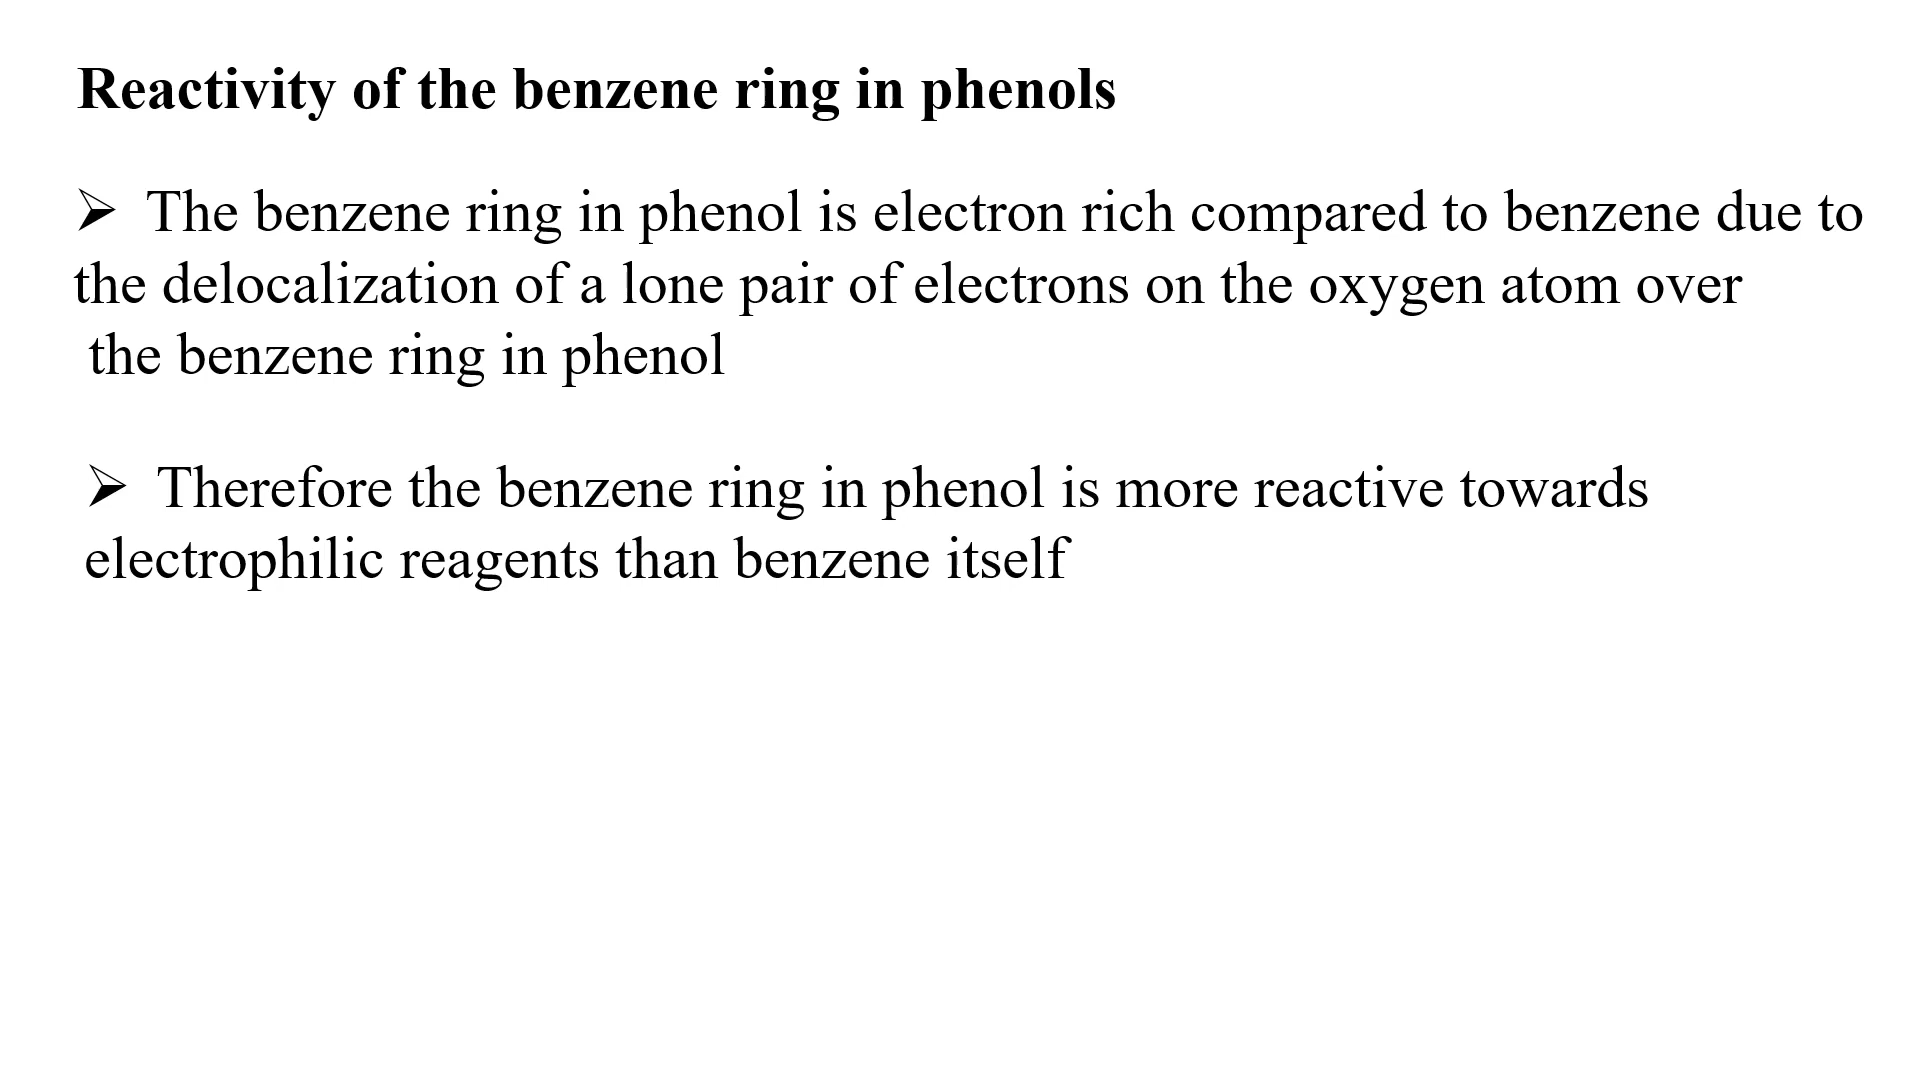 Reactivity of the benzene ring in phenols
➢ The benzene ring in phenol is electron rich compared to benzene due to
the delocalization of a lone pair of electrons on the oxygen atom over
the benzene ring in phenol
➢ Therefore the benzene ring in phenol is more reactive towards
electrophilic reagents than benzene itself